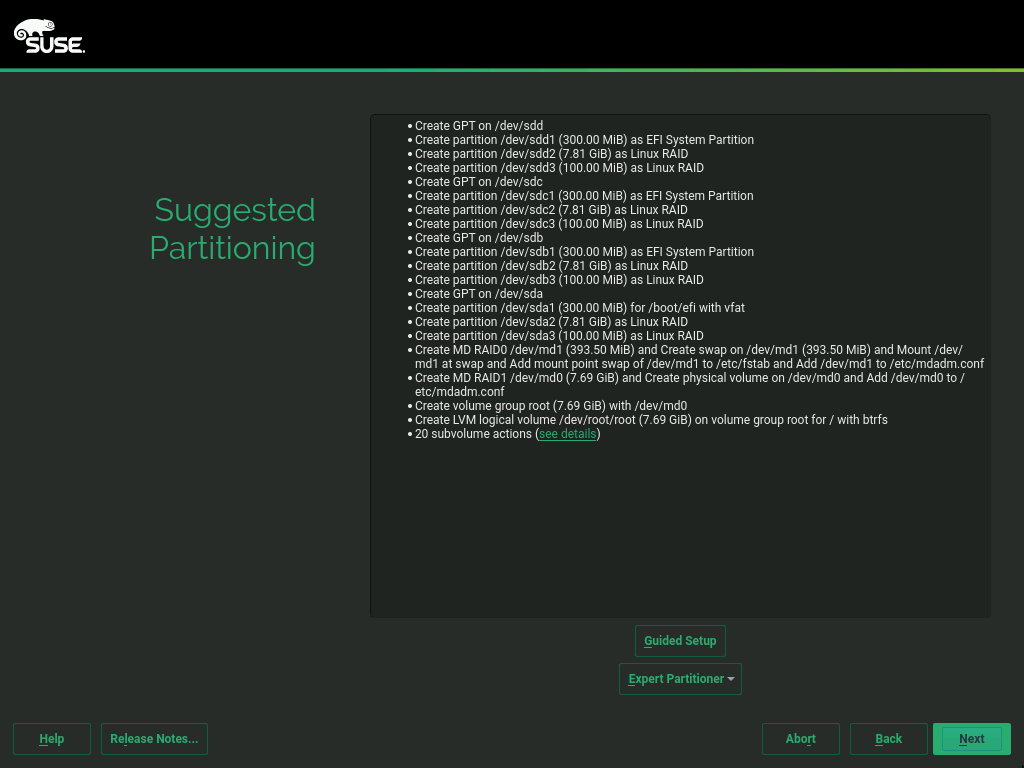 SUSE.
Suggested
Partitioning
• Create GPT on /dev/sdd
• Create partition /dev/sdd1 (300.00 MiB) as EFI System Partition
• Create partition /dev/sdd2 (7.81 GiB) as Linux RAID
• Create partition /dev/sdd3 (100.00 MiB) as Linux RAID
• Create GPT on /dev/sdc
• Create partition /dev/sdc1 (300.00 MiB) as EFI System Partition
• Create partition /dev/sdc2 (7.81 GiB) as Linux RAID
• Create partition /dev/sdc3 (100.00 MiB) as Linux RAID
• Create GPT on /dev/sdb
• Create partition /dev/sdb1 (300.00 MiB) as EFI System Partition
• Create partition /dev/sdb2 (7.81 GiB) as Linux RAID
• Create partition /dev/sdb3 (100.00 MiB) as Linux RAID
• Create GPT on /dev/sda
• Create partition /dev/sda1 (300.00 MiB) for /boot/efi with vfat
• Create partition /dev/sda2 (7.81 GiB) as Linux RAID
• Create partition /dev/sda3 (100.00 MiB) as Linux RAID
• Create MD RAID0 /dev/md1 (393.50 MiB) and Create swap on /dev/md1 (393.50 MiB) and Mount /dev/
md1 at swap and Add mount point swap of /dev/md1 to /etc/fstab and Add /dev/md1 to /etc/mdadm.conf
• Create MD RAID1 /dev/md0 (7.69 GiB) and Create physical volume on /dev/md0 and Add /dev/md0 to /
etc/mdadm.conf
• Create volume group root (7.69 GiB) with /dev/md0
• Create LVM logical volume /dev/root/root (7.69 GiB) on volume group root for / with btrfs
• 20 subvolume actions (see details)
Guided Setup
Expert Partitioner
Help
Release Notes...
Abort
Back
Next